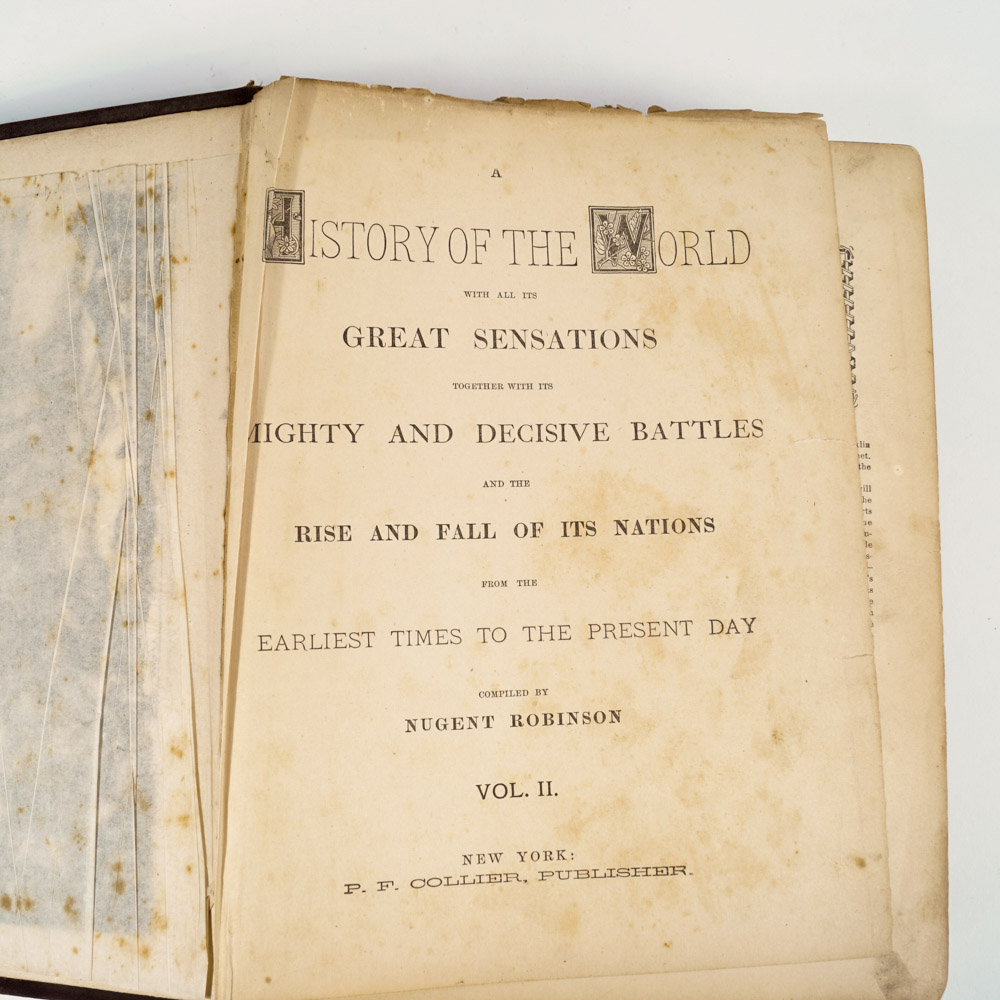 A
HISTORY OF THE WORLD
WITH ALL ITS
GREAT SENSATIONS
TOGETHER WITH ITS
MIGHTY AND DECISIVE BATTLES
AND THE
RISE AND FALL OF ITS NATIONS
FROM THE
EARLIEST TIMES TO THE PRESENT DAY
COMPILED BY
NUGENT ROBINSON
VOL. II.
NEW YORK:
P. F. COLLIER, PUBLISHER.